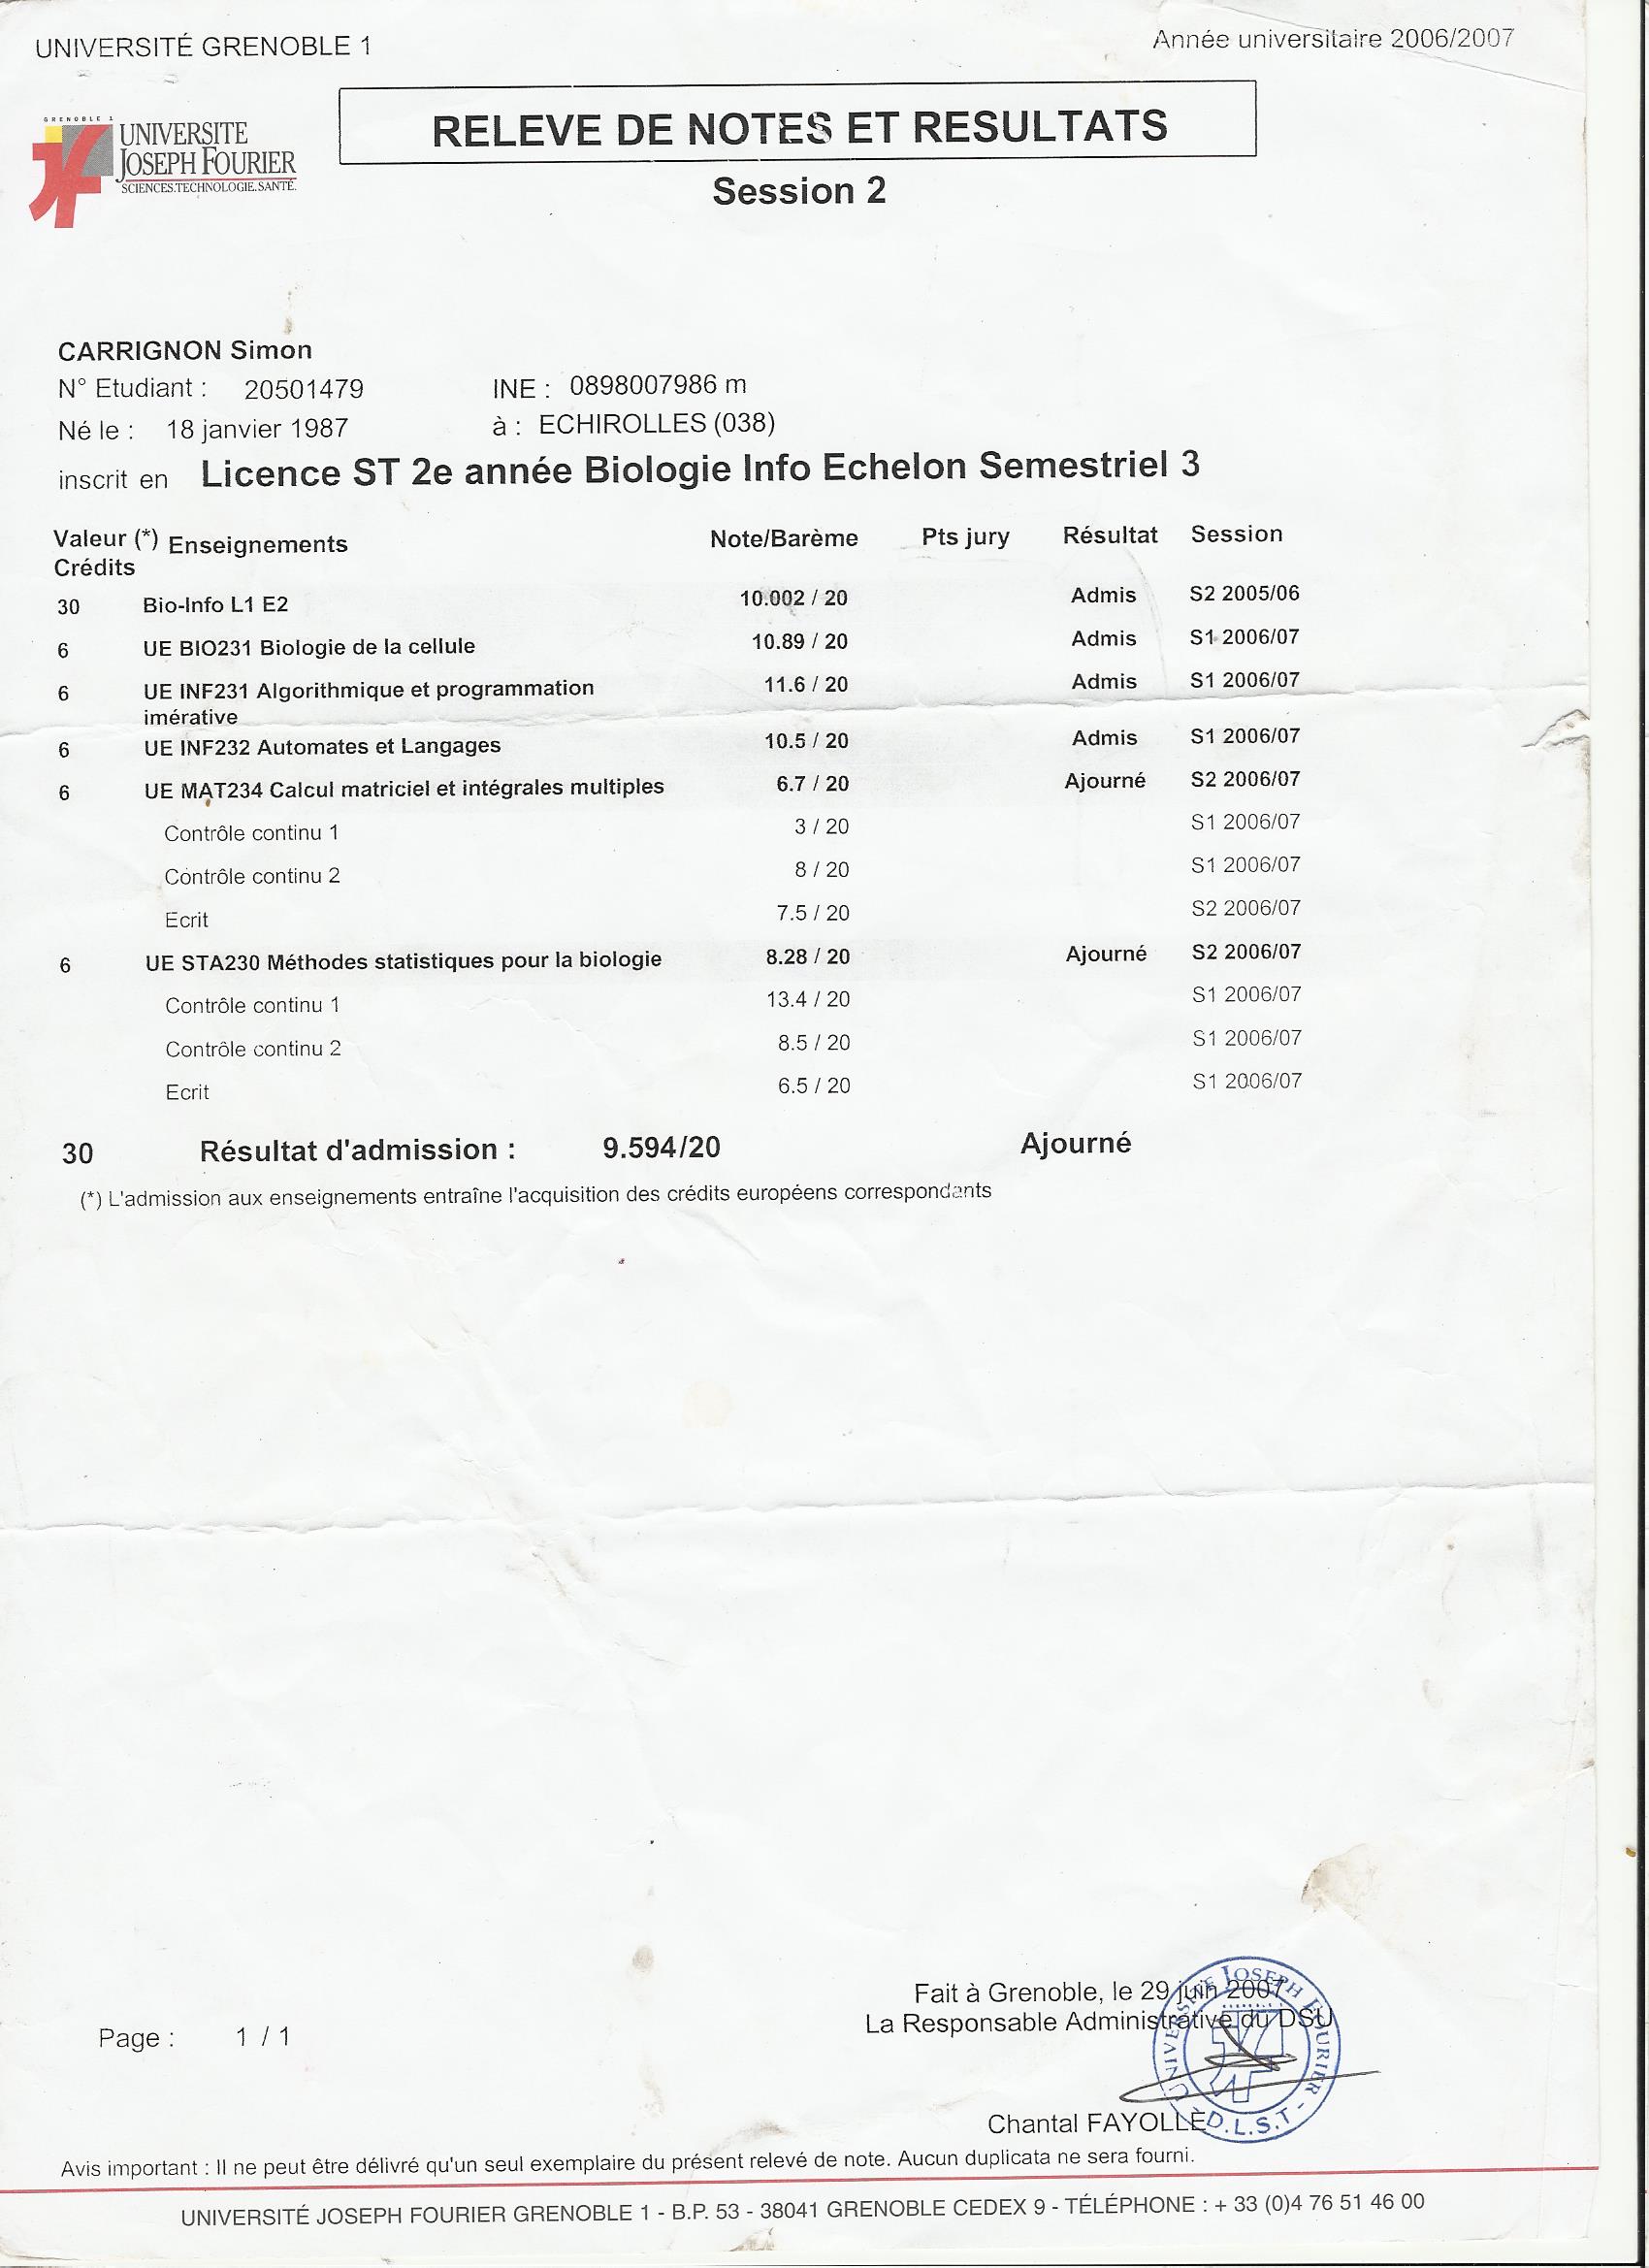 UNIVERSITÉ GRENOBLE 1
Année universitaire 2006/2007
GRENOBLE 1
UNIVERSITE
JOSEPH FOURIER
SCIENCES.TECHNOLOGIE.SANTÉ.
RELEVE DE NOTES ET RESULTATS
Session 2
CARRIGNON Simon
N° Etudiant : 20501479 INE : 0898007986 m
Né le : 18 janvier 1987 à : ECHIROLLES (038)
inscrit en Licence ST 2e année Biologie Info Echelon Semestriel 3
Valeur (*) Enseignements Note/Barème Pts jury Résultat Session
Crédits
30 Bio-Info L1 E2 10.002 / 20 Admis S2 2005/06
6 UE BIO231 Biologie de la cellule 10.89 / 20 Admis S1 2006/07
6 UE INF231 Algorithmique et programmation 11.6 / 20 Admis S1 2006/07
imérative
6 UE INF232 Automates et Langages 10.5 / 20 Admis S1 2006/07
6 UE MAT234 Calcul matriciel et intégrales multiples 6.7 / 20 Ajourné S2 2006/07
Contrôle continu 1 3 / 20 S1 2006/07
Contrôle continu 2 8 / 20 S1 2006/07
Ecrit 7.5 / 20 S2 2006/07
6 UE STA230 Méthodes statistiques pour la biologie 8.28 / 20 Ajourné S2 2006/07
Contrôle continu 1 13.4 / 20 S1 2006/07
Contrôle continu 2 8.5 / 20 S1 2006/07
Ecrit 6.5 / 20 S1 2006/07
30 Résultat d'admission : 9.594/20 Ajourné
(*) L'admission aux enseignements entraîne l'acquisition des crédits européens correspondants
Fait à Grenoble, le 29 juin 2007
La Responsable Administrative du DSU
UNIVERSITE JOSEPH FOURIER
- D.L.S.T -
Page : 1 / 1
Chantal FAYOLLE
Avis important : Il ne peut être délivré qu'un seul exemplaire du présent relevé de note. Aucun duplicata ne sera fourni.
UNIVERSITÉ JOSEPH FOURIER GRENOBLE 1 - B.P. 53 - 38041 GRENOBLE CEDEX 9 - TÉLÉPHONE : + 33 (0)4 76 51 46 00